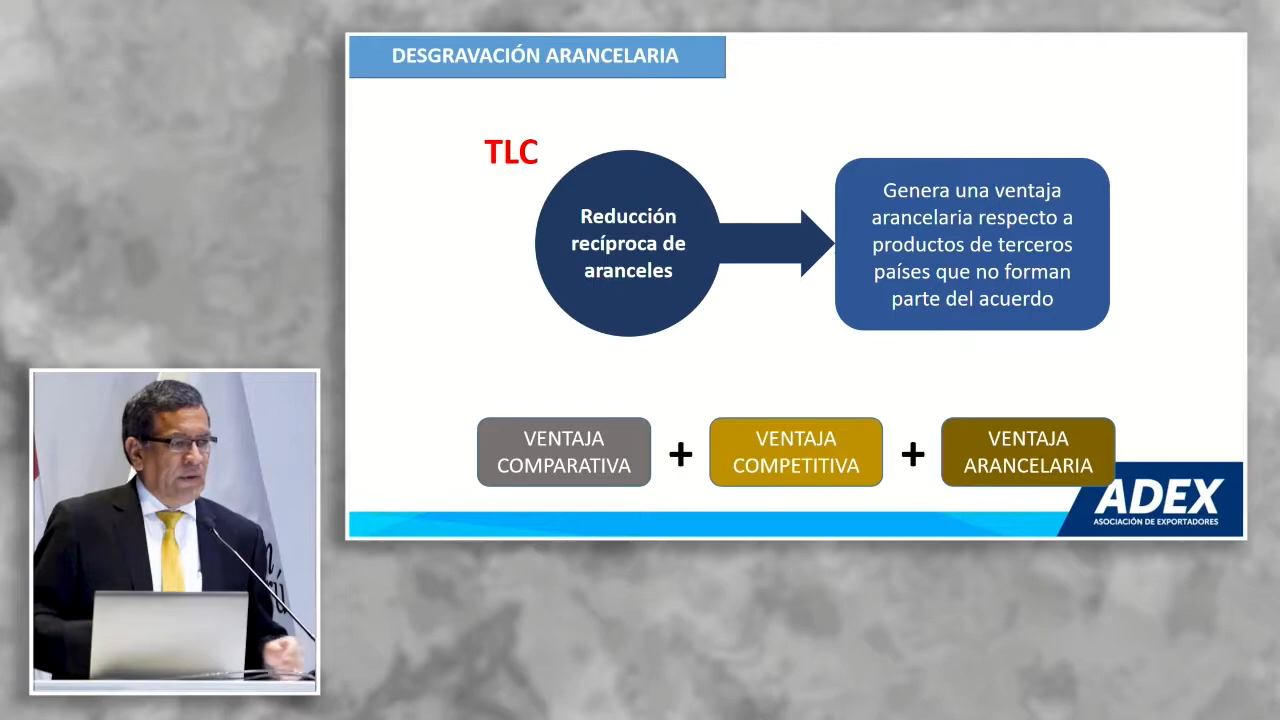 DESGRAVACIÓN ARANCELARIA
TLC
Reducción
recíproca de
aranceles
Genera una ventaja
arancelaria respecto a
productos de terceros
países que no forman
parte del acuerdo
VENTAJA
COMPARATIVA
+
VENTAJA
COMPETITIVA
+
VENTAJA
ARANCELARIA
ADEX
ASOCIACIÓN DE EXPORTADORES